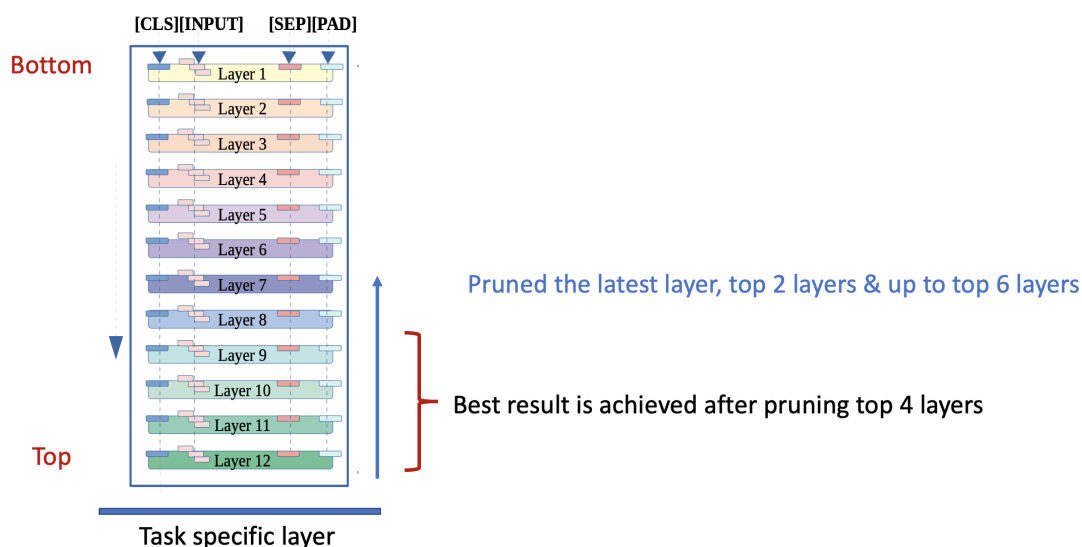 [CLS][INPUT] [SEP][PAD]
Bottom
Layer 1
Layer 2
Layer 3
Layer 4
Layer 5
Layer 6
Layer 7
Pruned the latest layer, top 2 layers & up to top 6 layers
Layer 8
Layer 9
Layer 10
Best result is achieved after pruning top 4 layers
Layer 11
Top
Layer 12
Task specific layer